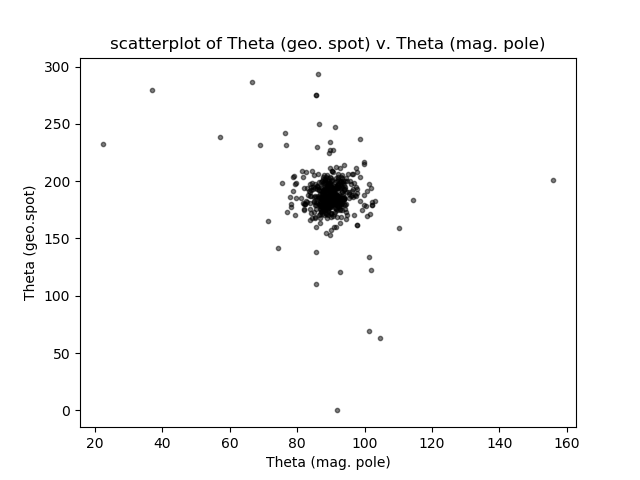 scatterplot of Theta (geo. spot) v. Theta (mag. pole)
300
250
200
150
100
50
0
Theta (geo.spot)
20 40 60 80 100 120 140 160
Theta (mag. pole)